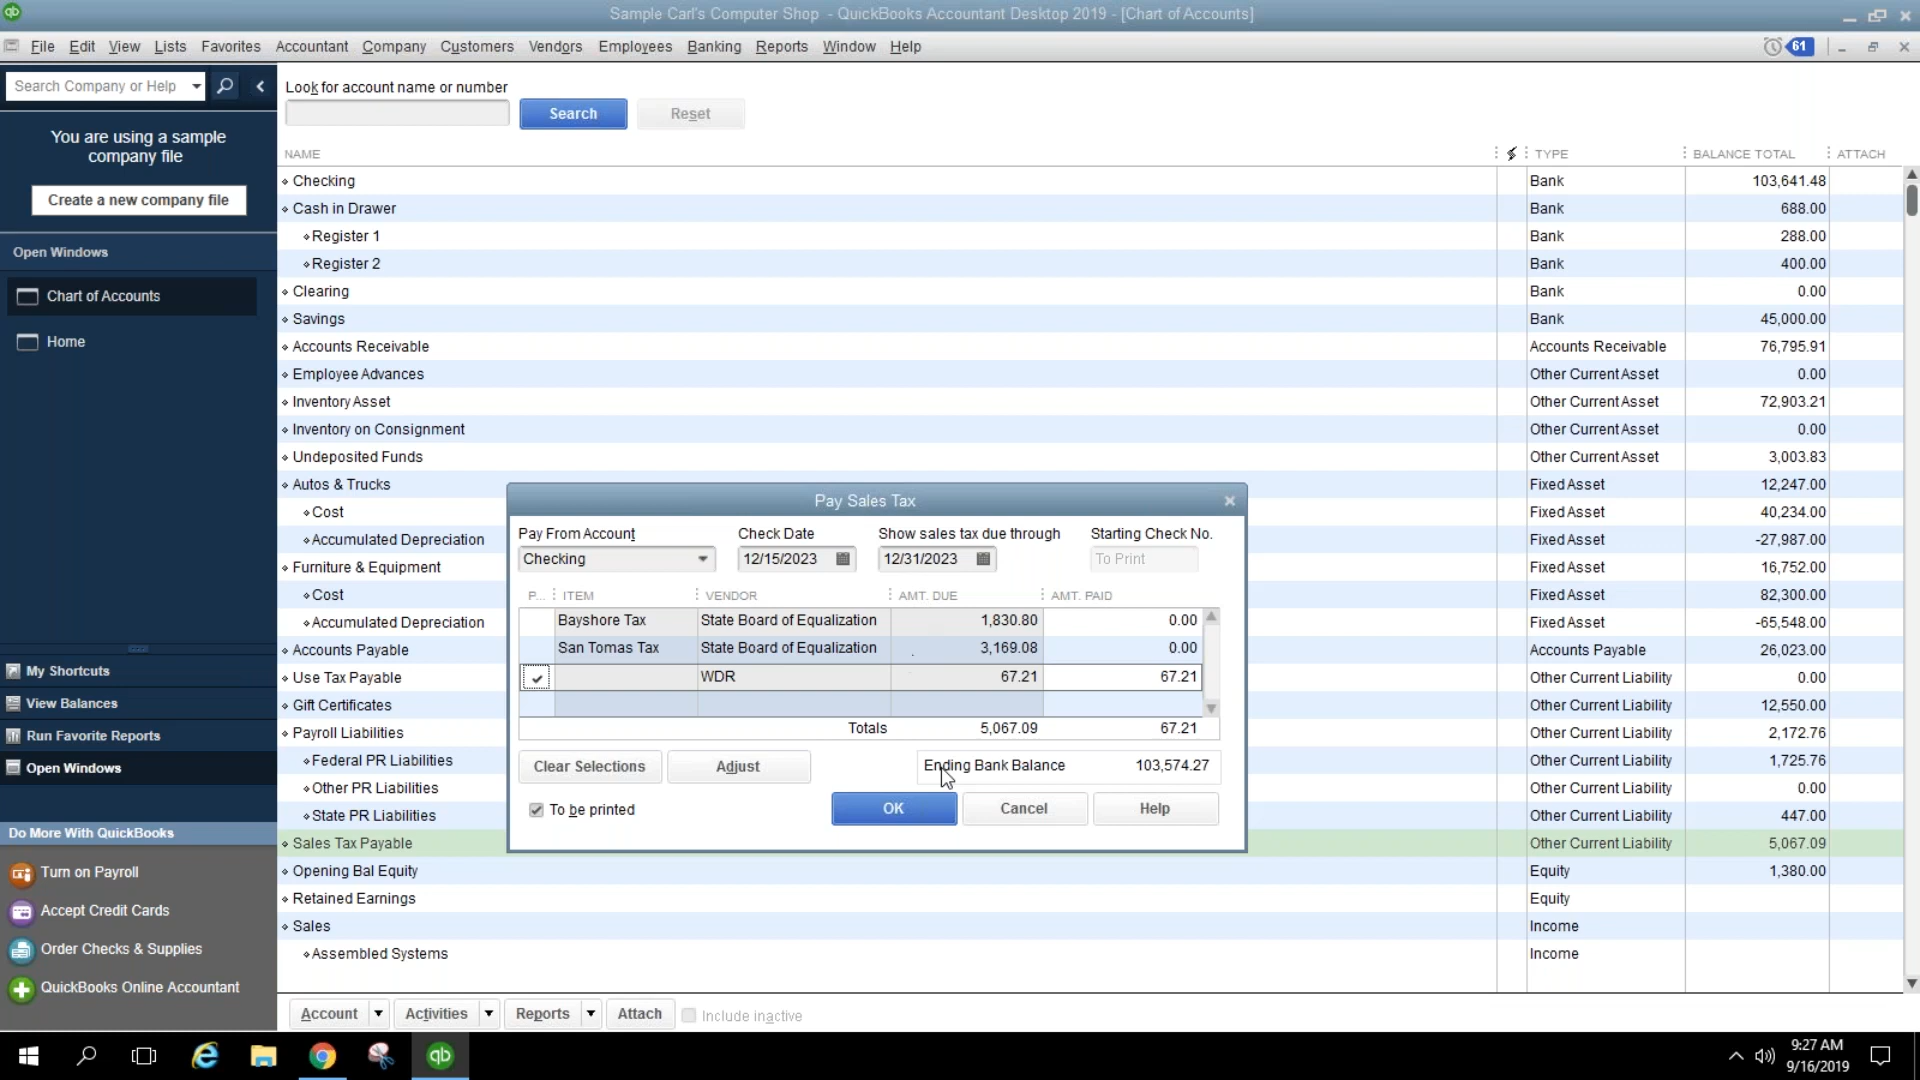 Sample Carl's Computer Shop - QuickBooks Accountant Desktop 2019 - [Chart of Accounts]
File Edit View Lists Favorites Accountant Company Customers Vendors Employees Banking Reports Window Help 61
Search Company or Help
Look for account name or number
Search Reset
You are using a sample
company file
Create a new company file
Open Windows
Chart of Accounts
Home
My Shortcuts
View Balances
Run Favorite Reports
Open Windows
Do More With QuickBooks
Turn on Payroll
Accept Credit Cards
Order Checks & Supplies
QuickBooks Online Accountant
NAME TYPE BALANCE TOTAL ATTACH
Checking Bank 103,641.48
Cash in Drawer Bank 688.00
Register 1 Bank 288.00
Register 2 Bank 400.00
Clearing Bank 0.00
Savings Bank 45,000.00
Accounts Receivable Accounts Receivable 76,795.91
Employee Advances Other Current Asset 0.00
Inventory Asset Other Current Asset 72,903.21
Inventory on Consignment Other Current Asset 0.00
Undeposited Funds Other Current Asset 3,003.83
Autos & Trucks Fixed Asset 12,247.00
Cost Fixed Asset 40,234.00
Accumulated Depreciation Fixed Asset -27,987.00
Furniture & Equipment Fixed Asset 16,752.00
Cost Fixed Asset 82,300.00
Accumulated Depreciation Fixed Asset -65,548.00
Accounts Payable Accounts Payable 26,023.00
Use Tax Payable Other Current Liability 0.00
Gift Certificates Other Current Liability 12,550.00
Payroll Liabilities Other Current Liability 2,172.76
Federal PR Liabilities Other Current Liability 1,725.76
Other PR Liabilities Other Current Liability 0.00
State PR Liabilities Other Current Liability 447.00
Sales Tax Payable Other Current Liability 5,067.09
Opening Bal Equity Equity 1,380.00
Retained Earnings Equity
Sales Income
Assembled Systems Income
Pay Sales Tax
Pay From Account Check Date Show sales tax due through Starting Check No.
Checking 12/15/2023 12/31/2023 To Print
P... ITEM VENDOR AMT. DUE AMT. PAID
Bayshore Tax State Board of Equalization 1,830.80 0.00
San Tomas Tax State Board of Equalization 3,169.08 0.00
WDR 67.21 67.21
Totals 5,067.09 67.21
Clear Selections Adjust Ending Bank Balance 103,574.27
To be printed OK Cancel Help
Account Activities Reports Attach Include inactive
9:27 AM
9/16/2019